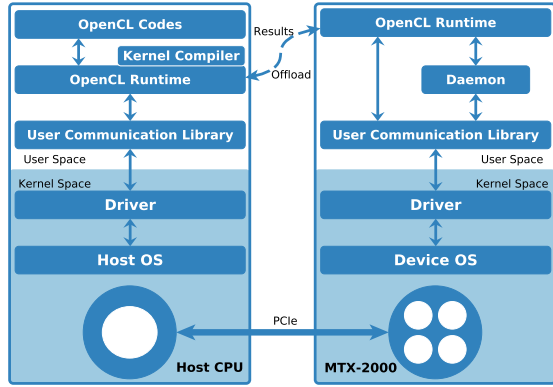 OpenCL Codes
Kernel Compiler
OpenCL Runtime
User Communication Library
User Space
Kernel Space
Driver
Host OS
Host CPU
Results
Offload
PCIe
OpenCL Runtime
Daemon
User Communication Library
User Space
Kernel Space
Driver
Device OS
MTX-2000